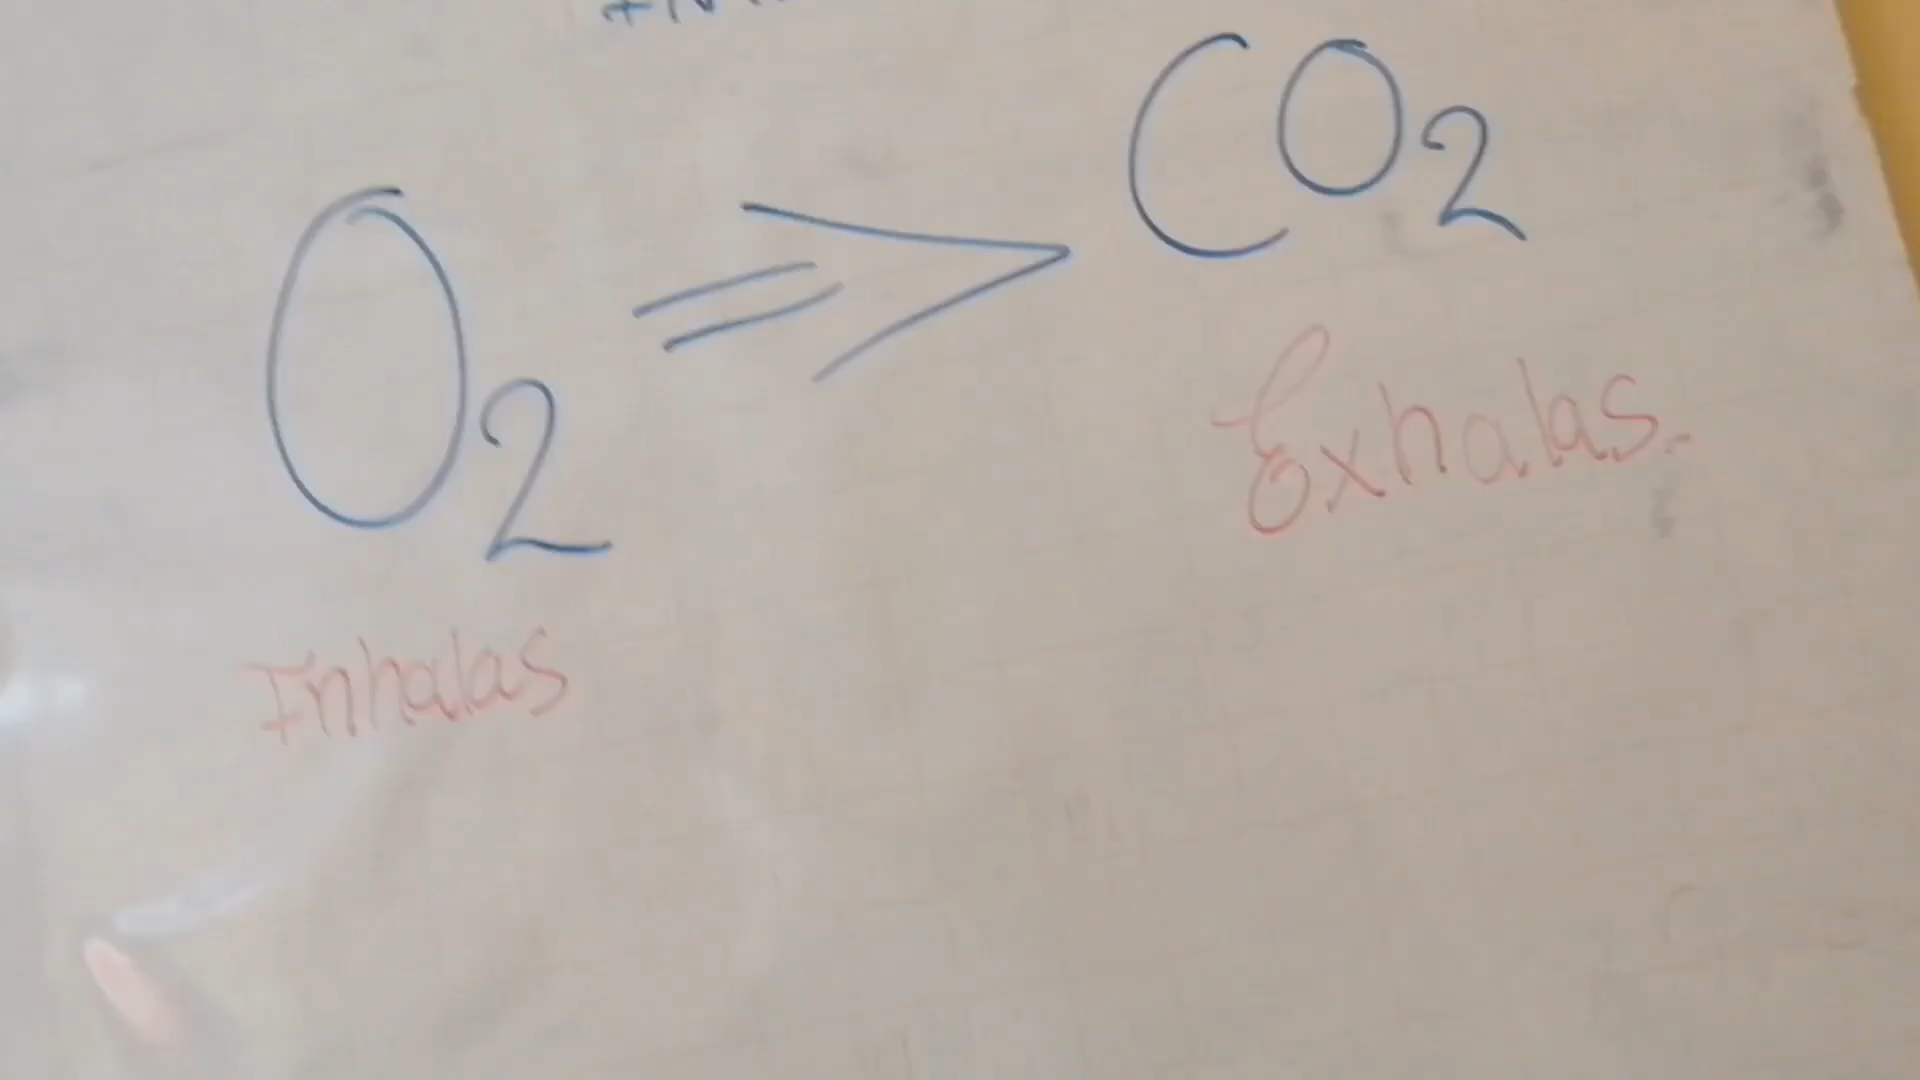 O₂ ⇒ CO₂
Inhalas Exhalas.